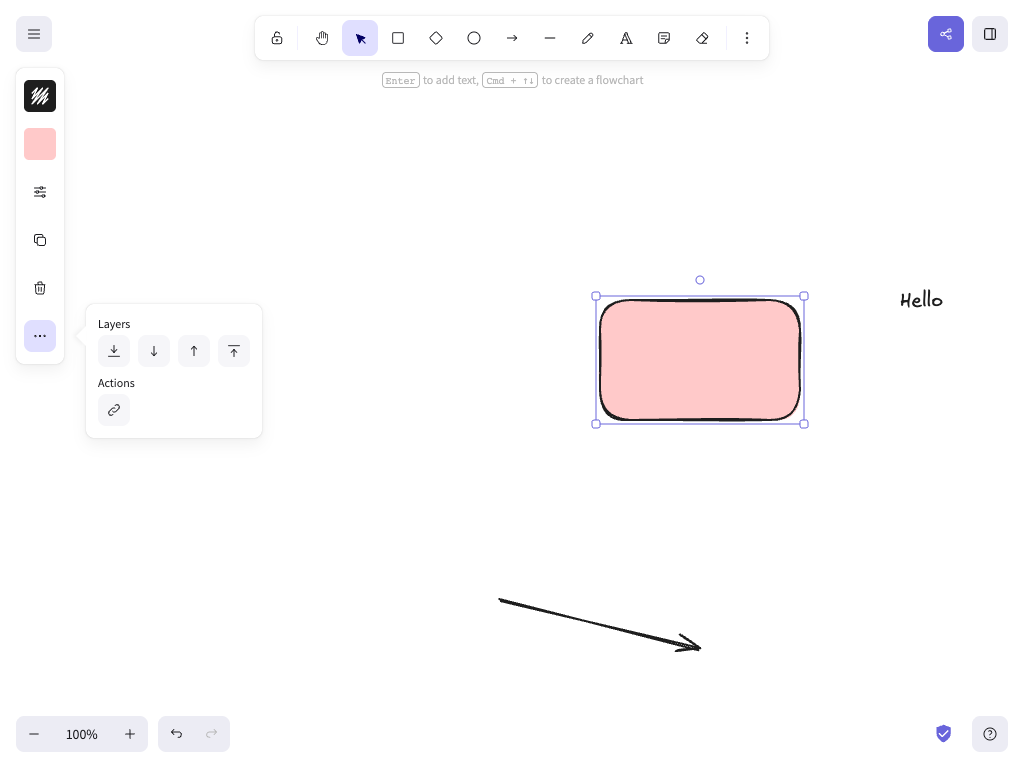 Enter to add text, Cmd + ↑↓ to create a flowchart
Hello
Layers
Actions
100%